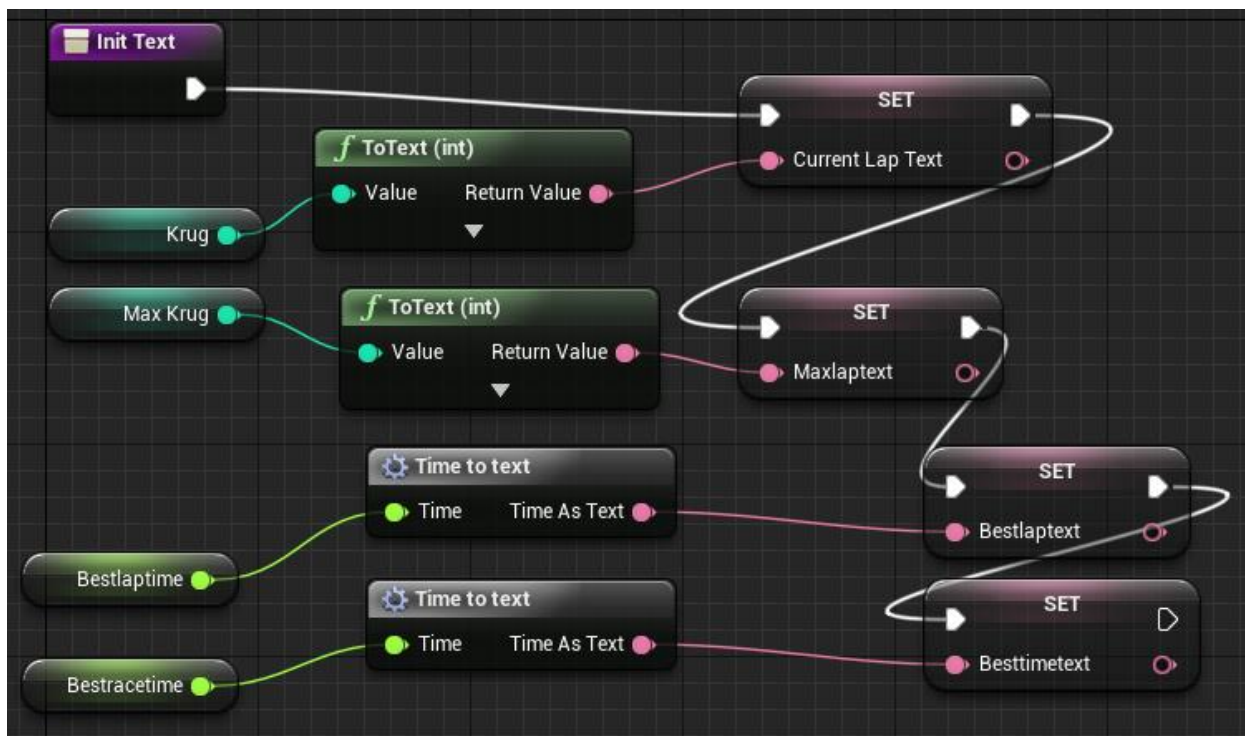 Init Text
SET
Current Lap Text
f ToText (int)
Value Return Value
Krug
Max Krug
f ToText (int)
Value Return Value
SET
Maxlaptext
Time to text
Time Time As Text
SET
Bestlaptext
Bestlaptime
Time to text
Time Time As Text
SET
Besttimetext
Bestracetime